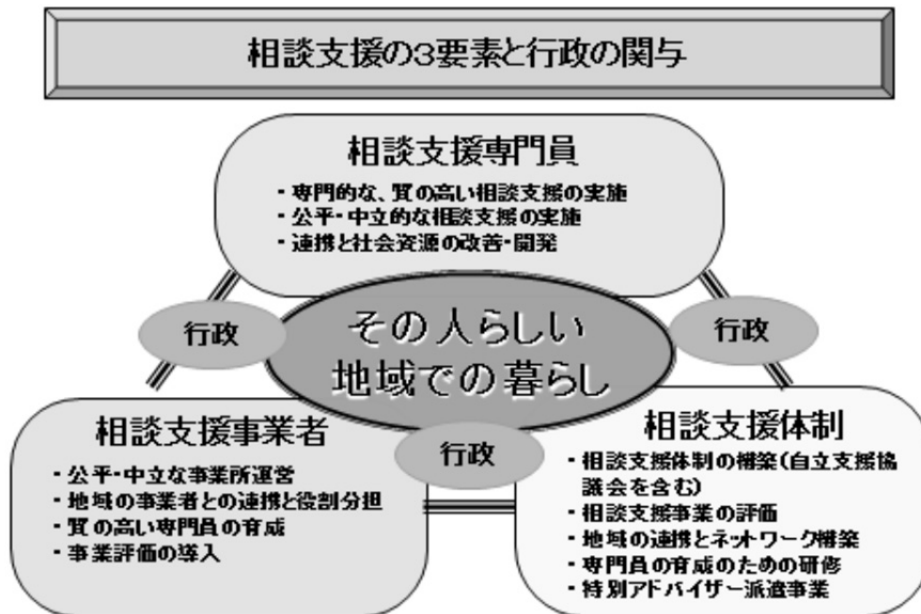 相談支援の3要素と行政の関与
相談支援専門員
・専門的な、質の高い相談支援の実施
・公平・中立的な相談支援の実施
・連携と社会資源の改善・開発
行政
その人らしい
地域での暮らし
行政
相談支援事業者
・公平・中立な事業所運営
・地域の事業者との連携と役割分担
・質の高い専門員の育成
・事業評価の導入
行政
相談支援体制
・相談支援体制の構築(自立支援協
議会を含む)
・相談支援事業の評価
・地域の連携とネットワーク構築
・専門員の育成のための研修
・特別アドバイザー派遣事業